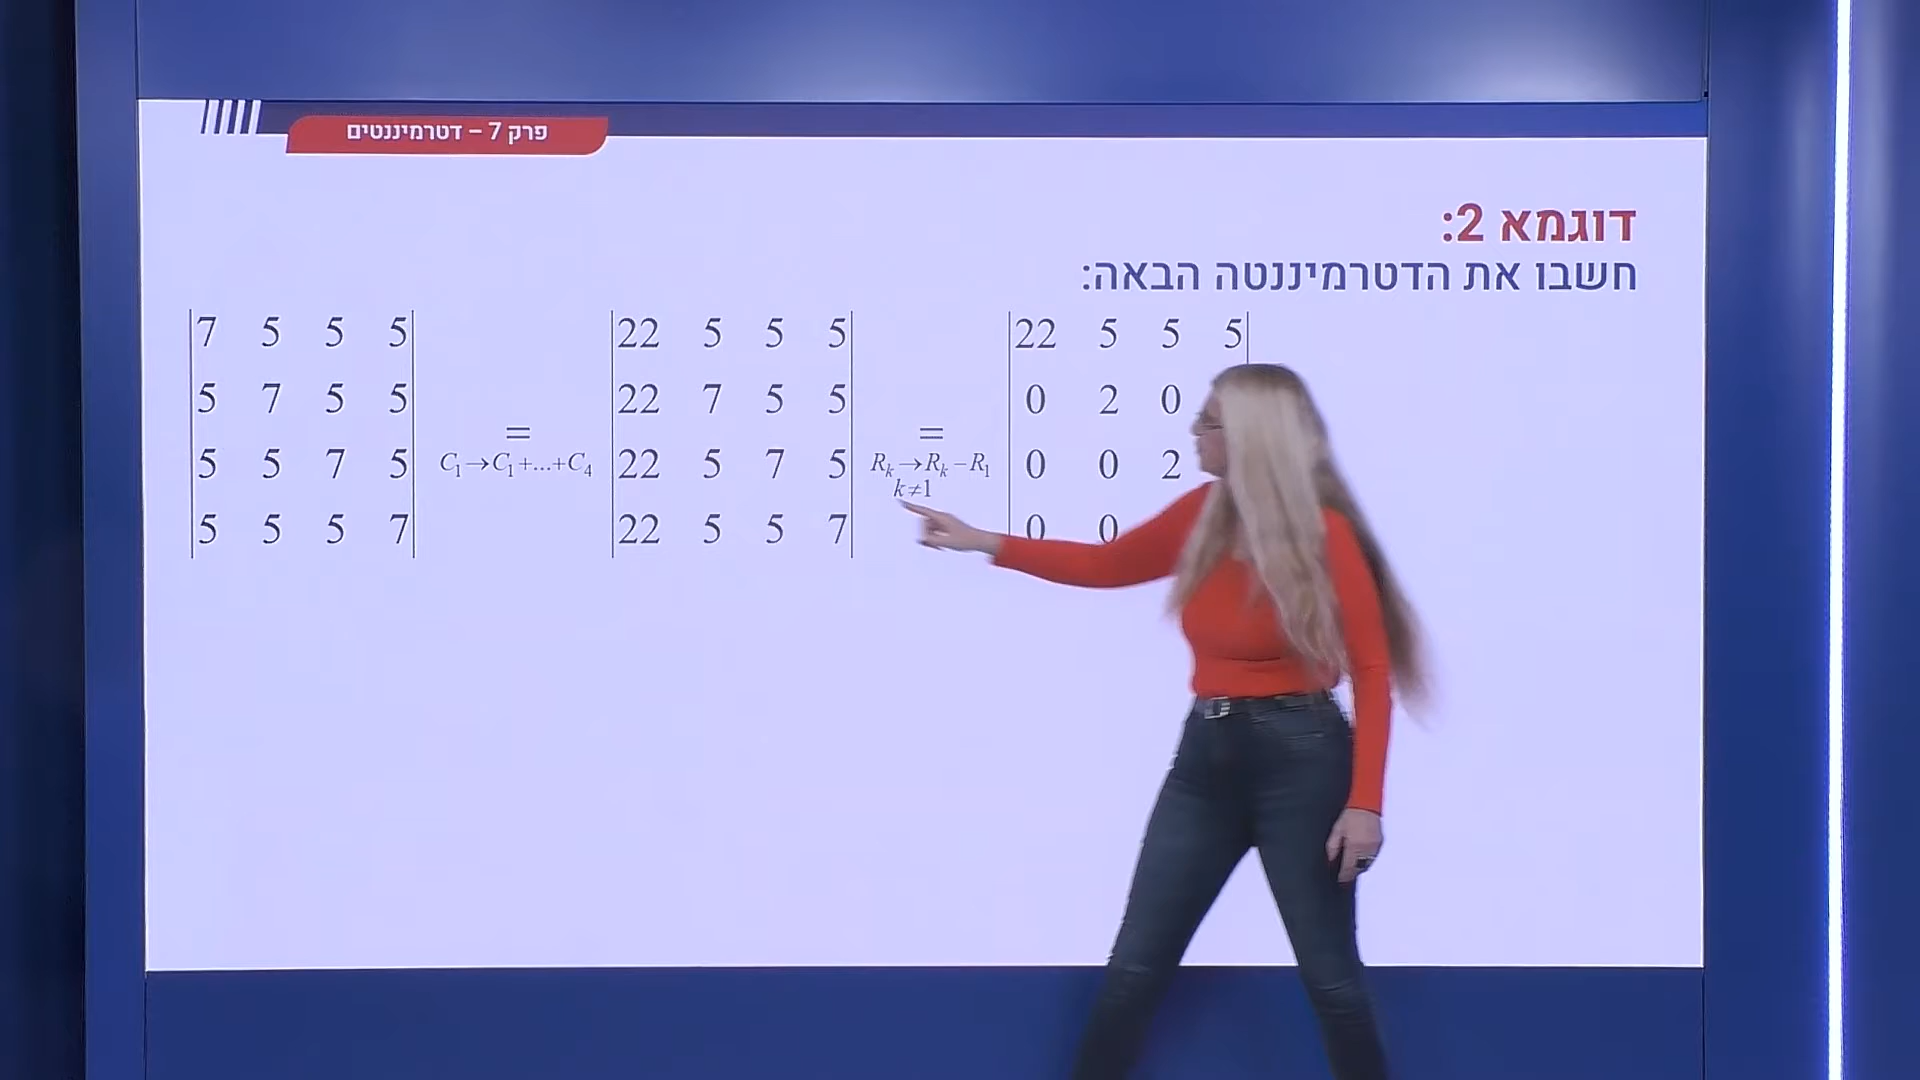 פרק 7 – דטרמיננטים
דוגמא 2:
חשבו את הדטרמיננטה הבאה:
7 5 5 5
5 7 5 5
5 5 7 5
5 5 5 7
=
C₁→C₁+...+C₄
22 5 5 5
22 7 5 5
22 5 7 5
22 5 5 7
=
Rₖ→Rₖ−R₁
k≠1
22 5 5 5
0 2 0
0 0 2
0 0